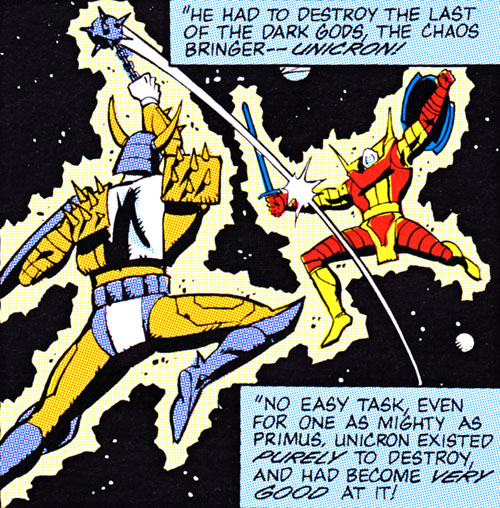 "HE HAD TO DESTROY THE LAST
OF THE DARK GODS, THE CHAOS
BRINGER-- UNICRON!
"NO EASY TASK, EVEN
FOR ONE AS MIGHTY AS
PRIMUS. UNICRON EXISTED
PURELY TO DESTROY,
AND HAD BECOME VERY
GOOD AT IT!